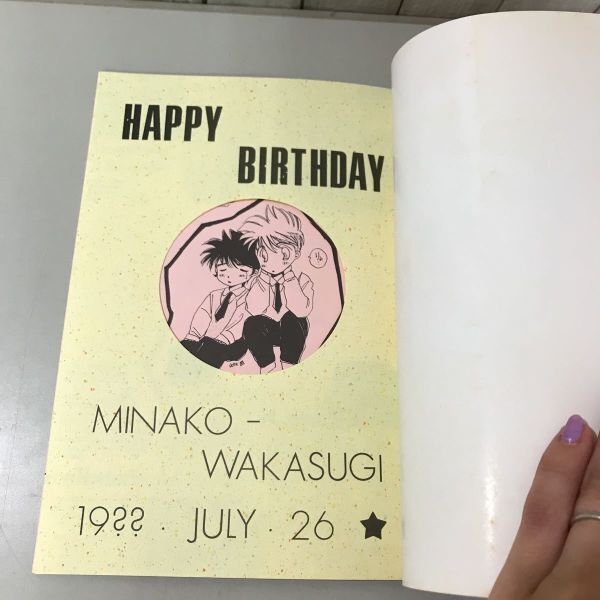 HAPPY
BIRTHDAY
MINAKO -
WAKASUGI
19?? · JULY · 26 ★